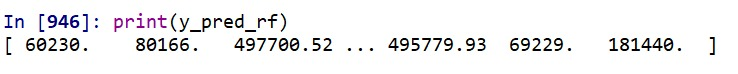 In [946]: print(y_pred_rf)
[ 60230. 80166. 497700.52 ... 495779.93 69229. 181440. ]